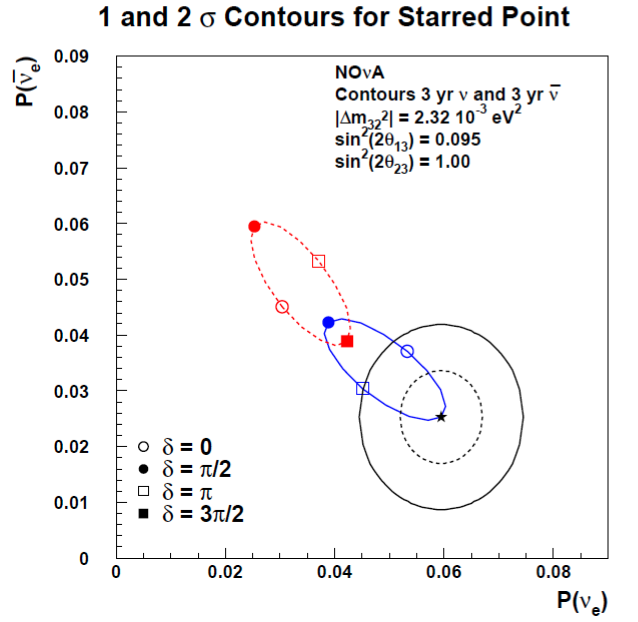 1 and 2 σ Contours for Starred Point
P(ν̅e)
0.09
0.08
0.07
0.06
0.05
0.04
0.03
0.02
0.01
0
NOνA
Contours 3 yr ν and 3 yr ν̅
|Δm32²| = 2.32 10⁻³ eV²
sin²(2θ13) = 0.095
sin²(2θ23) = 1.00
δ = 0
δ = π/2
δ = π
δ = 3π/2
0 0.02 0.04 0.06 0.08
P(νe)